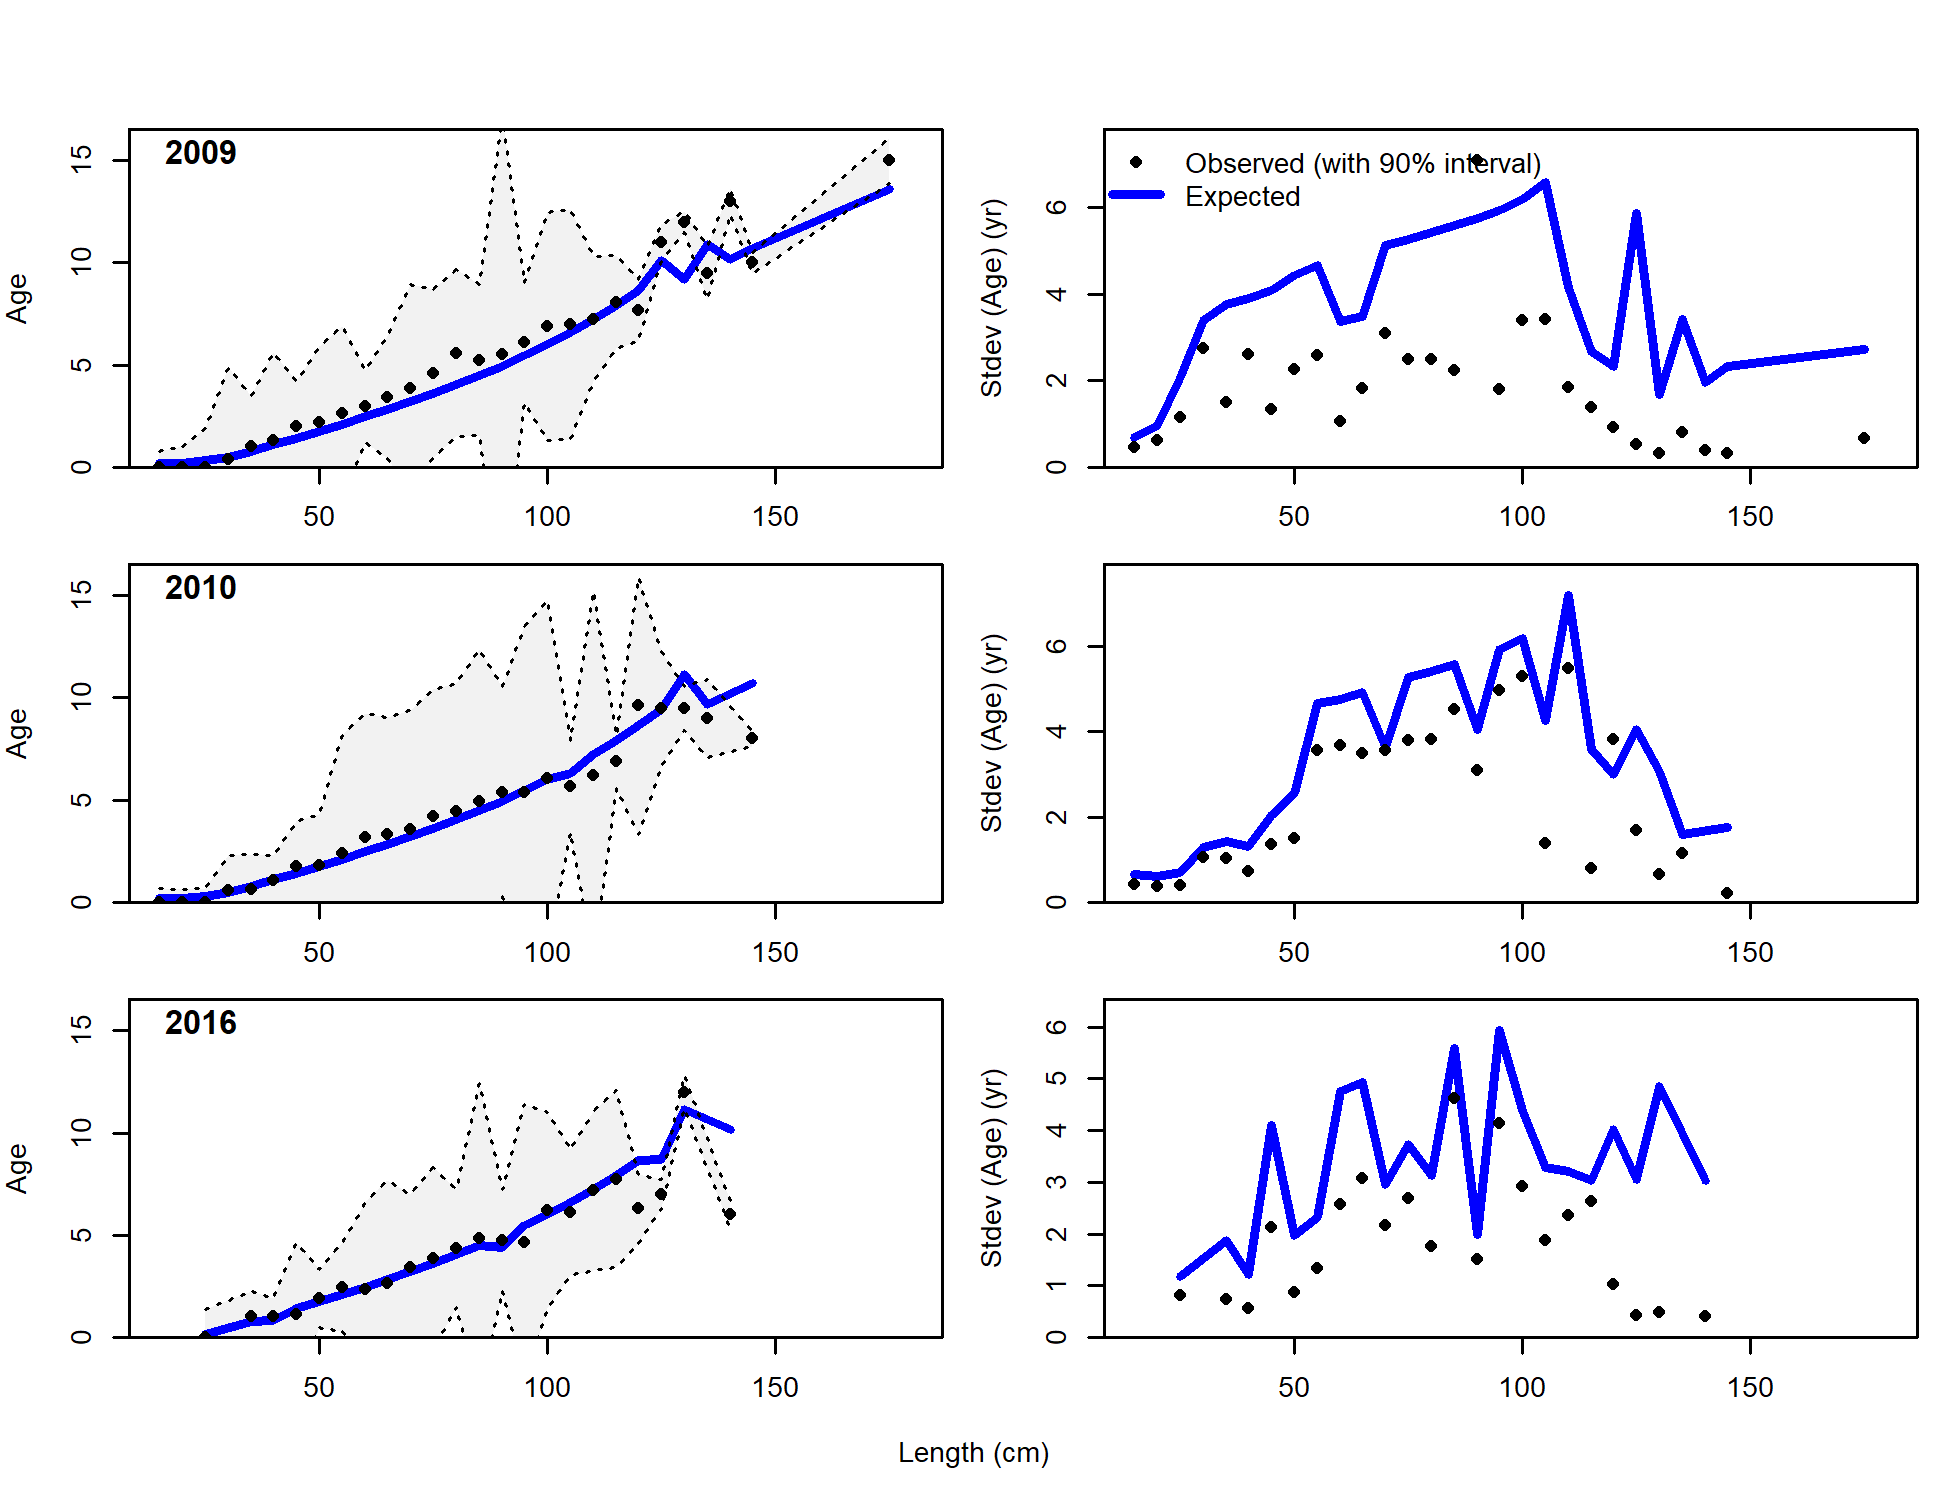 2009
Age
0 5 10 15
50 100 150
Observed (with 90% interval)
Expected
Stdev (Age) (yr)
0 2 4 6
50 100 150
2010
Age
0 5 10 15
50 100 150
Stdev (Age) (yr)
0 2 4 6
50 100 150
2016
Age
0 5 10 15
50 100 150
Stdev (Age) (yr)
0 1 2 3 4 5 6
50 100 150
Length (cm)